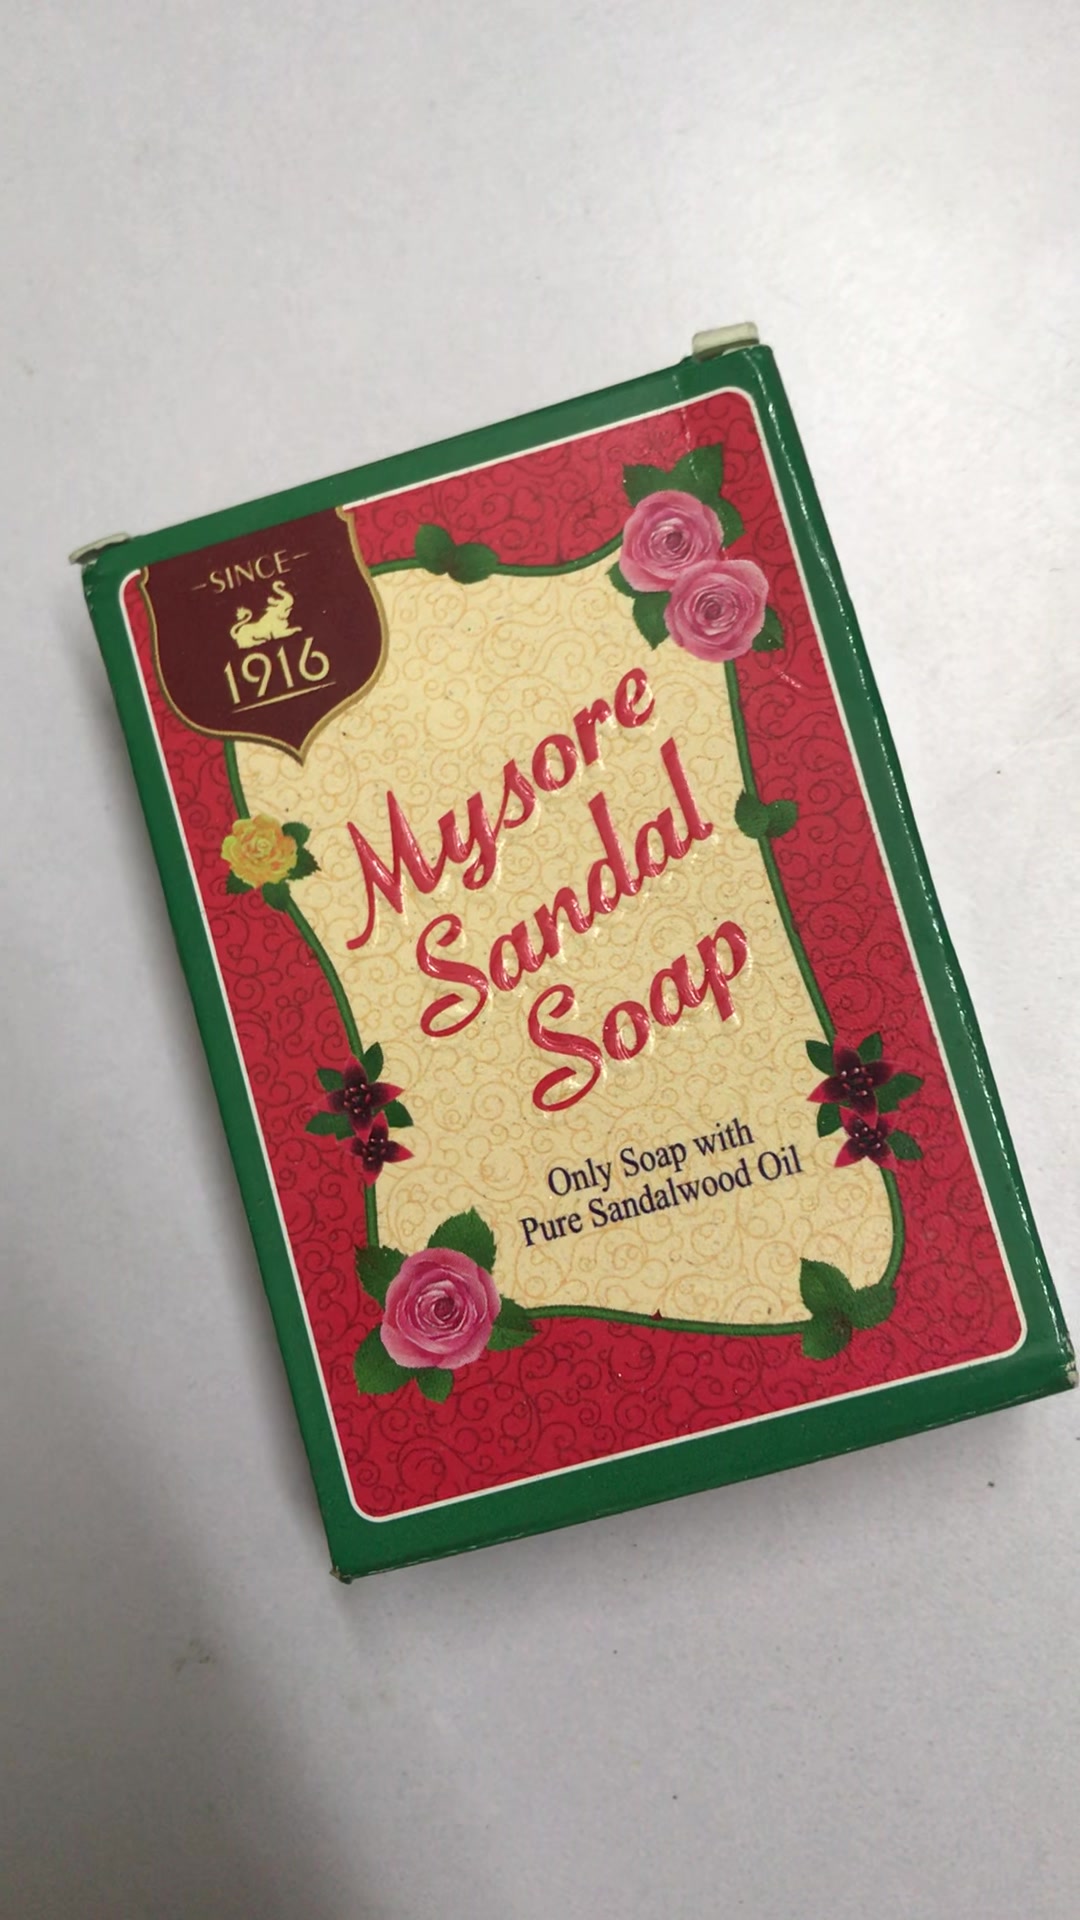 -SINCE-
1916
Mysore
Sandal
Soap
Only Soap with
Pure Sandalwood Oil